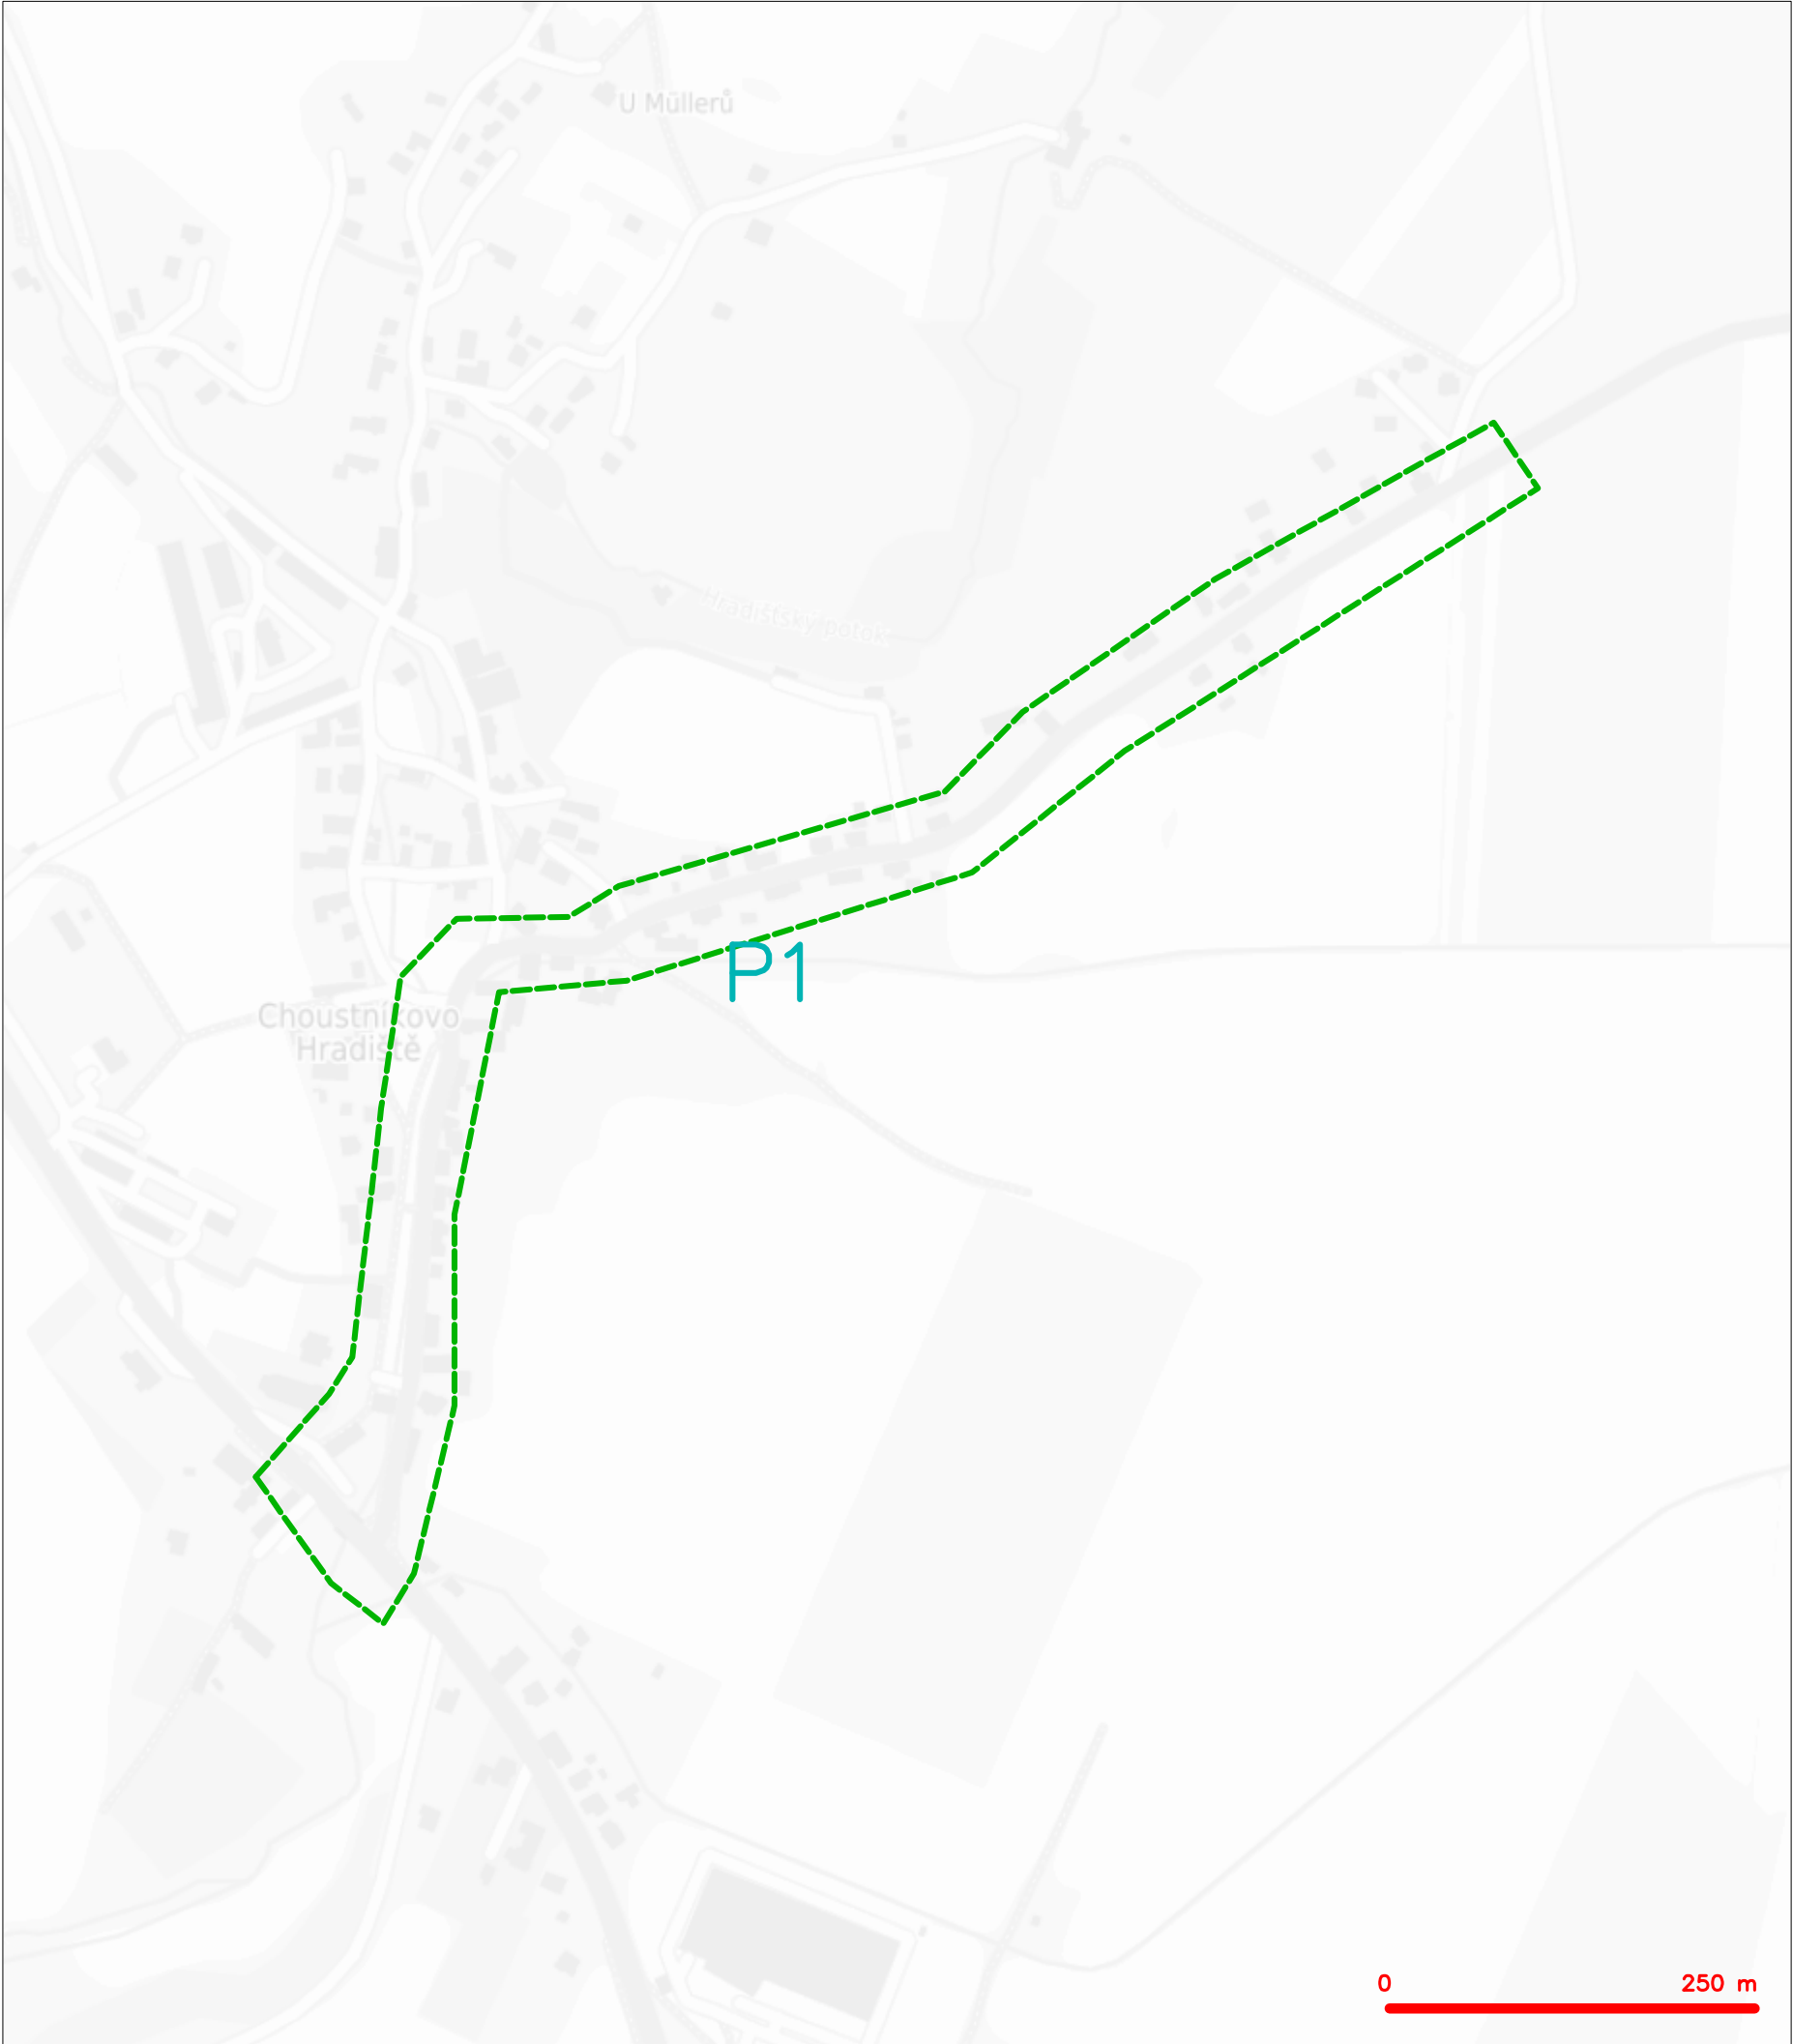 U Müllerů
Hradišťský potok
P1
Choustníkovo
Hradiště
0 250 m